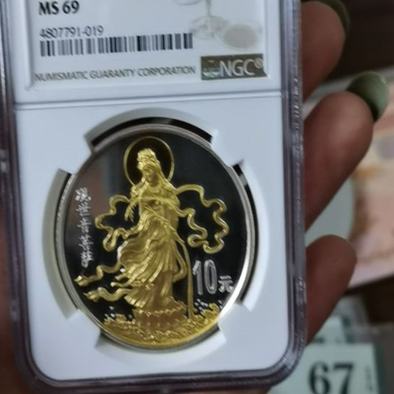 MS 69
4807791-019
NUMISMATIC GUARANTY CORPORATION
NGC®
10元
67